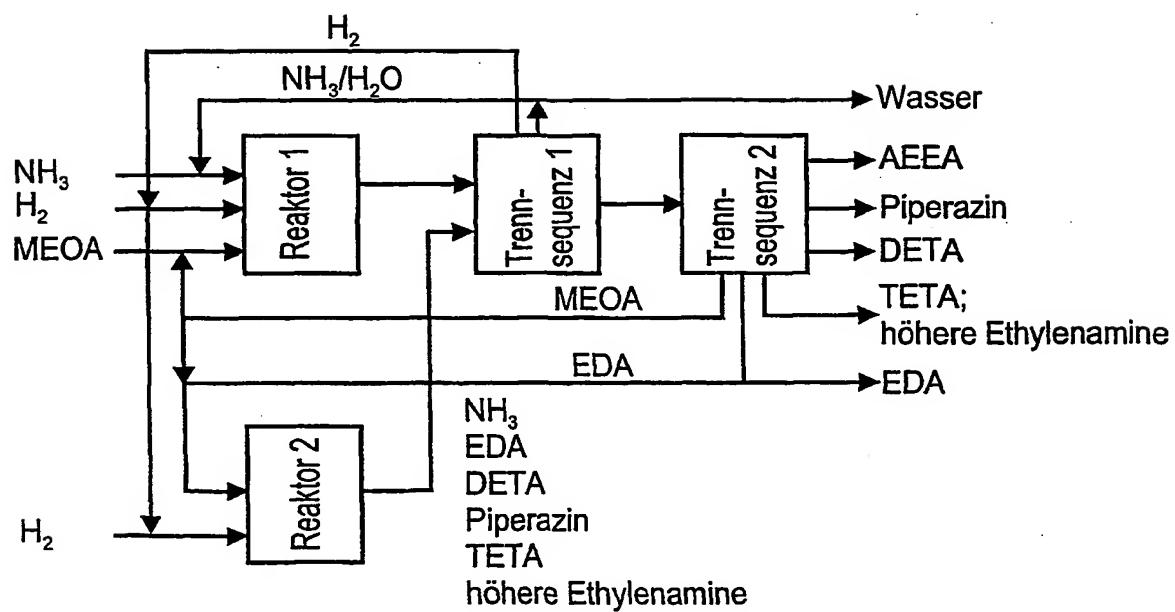 H₂
NH₃/H₂O
Wasser
NH₃
H₂
MEOA
Reaktor 1
Trenn-
sequenz 1
Trenn-
sequenz 2
AEEA
Piperazin
DETA
TETA;
höhere Ethylenamine
MEOA
EDA
EDA
Reaktor 2
H₂
NH₃
EDA
DETA
Piperazin
TETA
höhere Ethylenamine